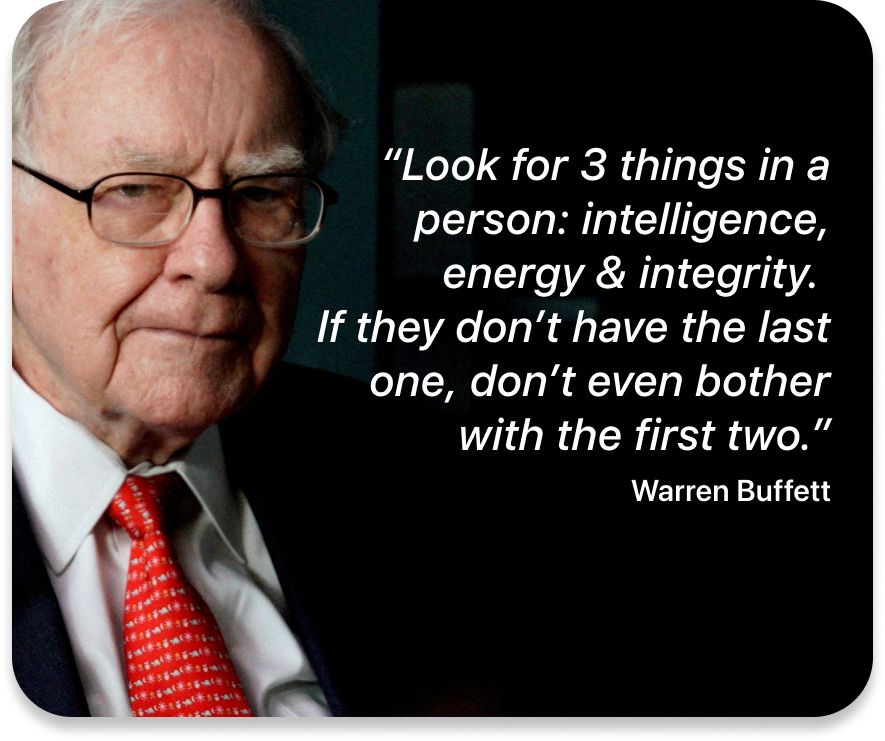 “Look for 3 things in a
person: intelligence,
energy & integrity.
If they don’t have the last
one, don’t even bother
with the first two.”
Warren Buffett